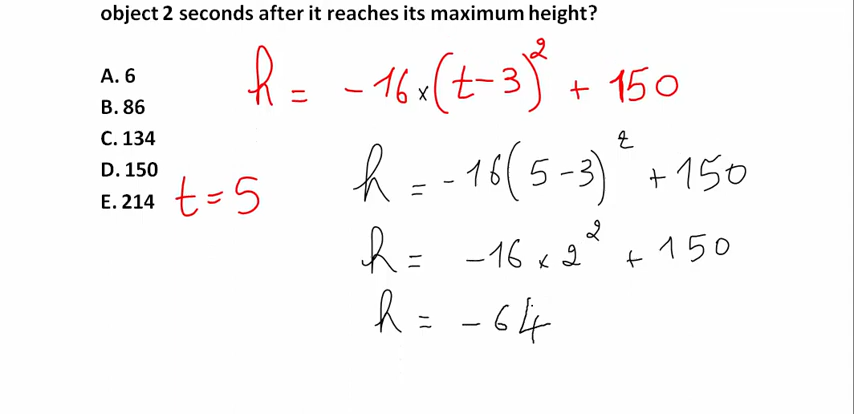 object 2 seconds after it reaches its maximum height?
A. 6
B. 86
C. 134
D. 150
E. 214
h = -16×(t-3)² + 150
t = 5
h = -16(5-3)² + 150
h = -16 × 2² + 150
h = -64